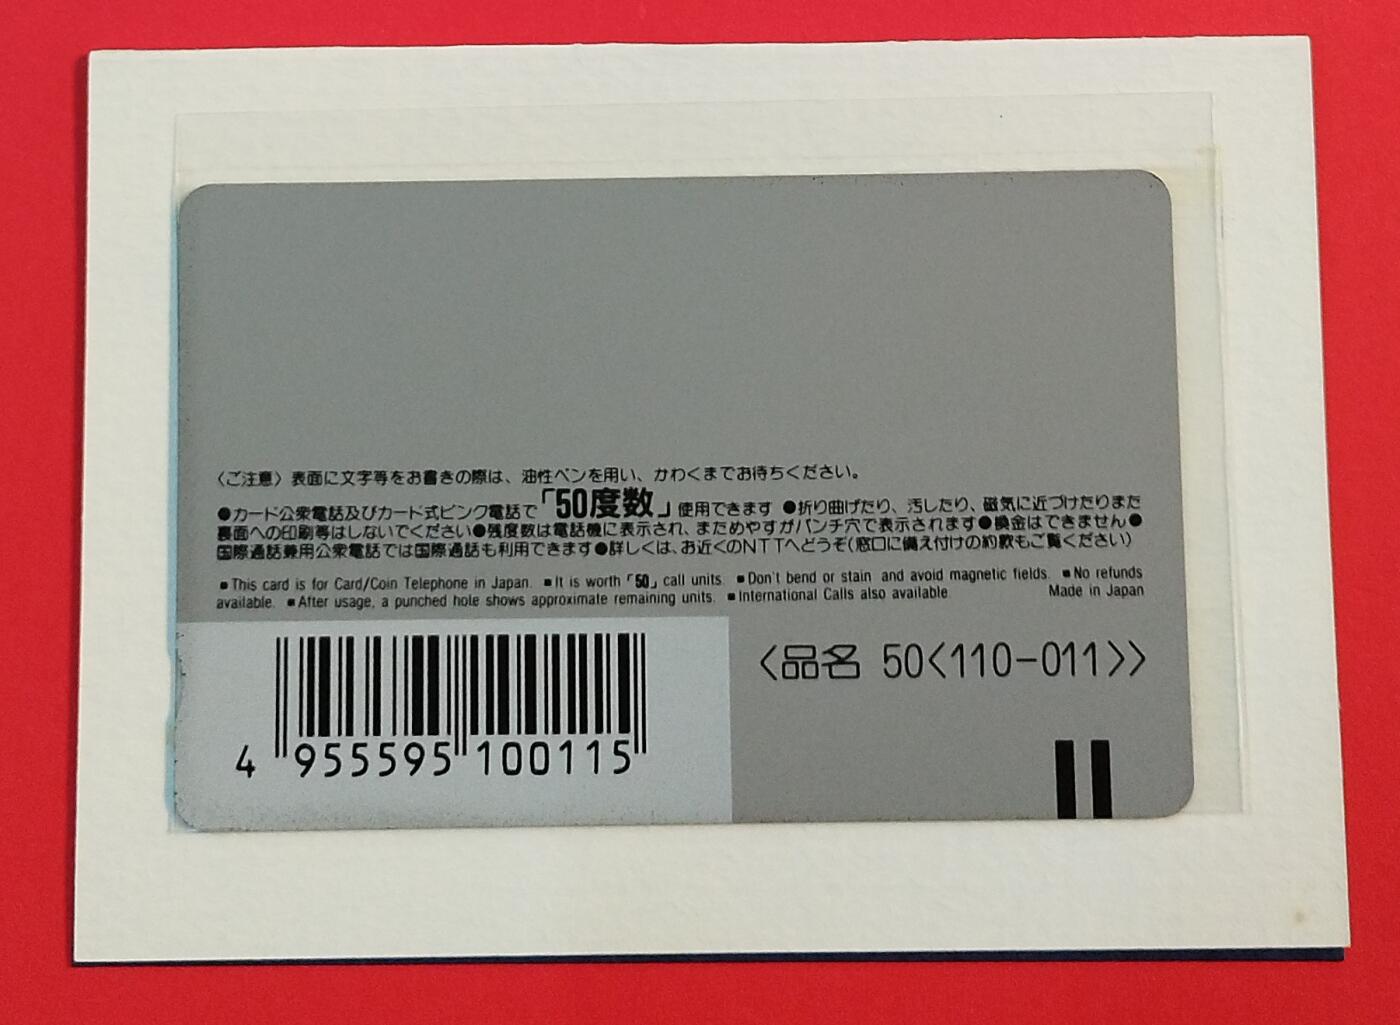 〈ご注意〉表面に文字等をお書きの際は、油性ペンを用い、かわくまでお待ちください。
●カード公衆電話及びカード式ピンク電話で「50度数」使用できます ●折り曲げたり、汚したり、磁気に近づけたりまた
裏面への印刷等はしないでください●残度数は電話機に表示され、まためやすがパンチ穴で表示されます●換金はできません●
国際通話兼用公衆電話では国際通話も利用できます●詳しくは、お近くのNTTへどうぞ(窓口に備え付けの約款もご覧ください)
■This card is for Card/Coin Telephone in Japan. ■It is worth「50」call units. ■Don't bend or stain and avoid magnetic fields. ■No refunds
available. ■After usage, a punched hole shows approximate remaining units. ■International Calls also available. Made in Japan
〈品名 50〈110-011〉〉
4 955595 100115